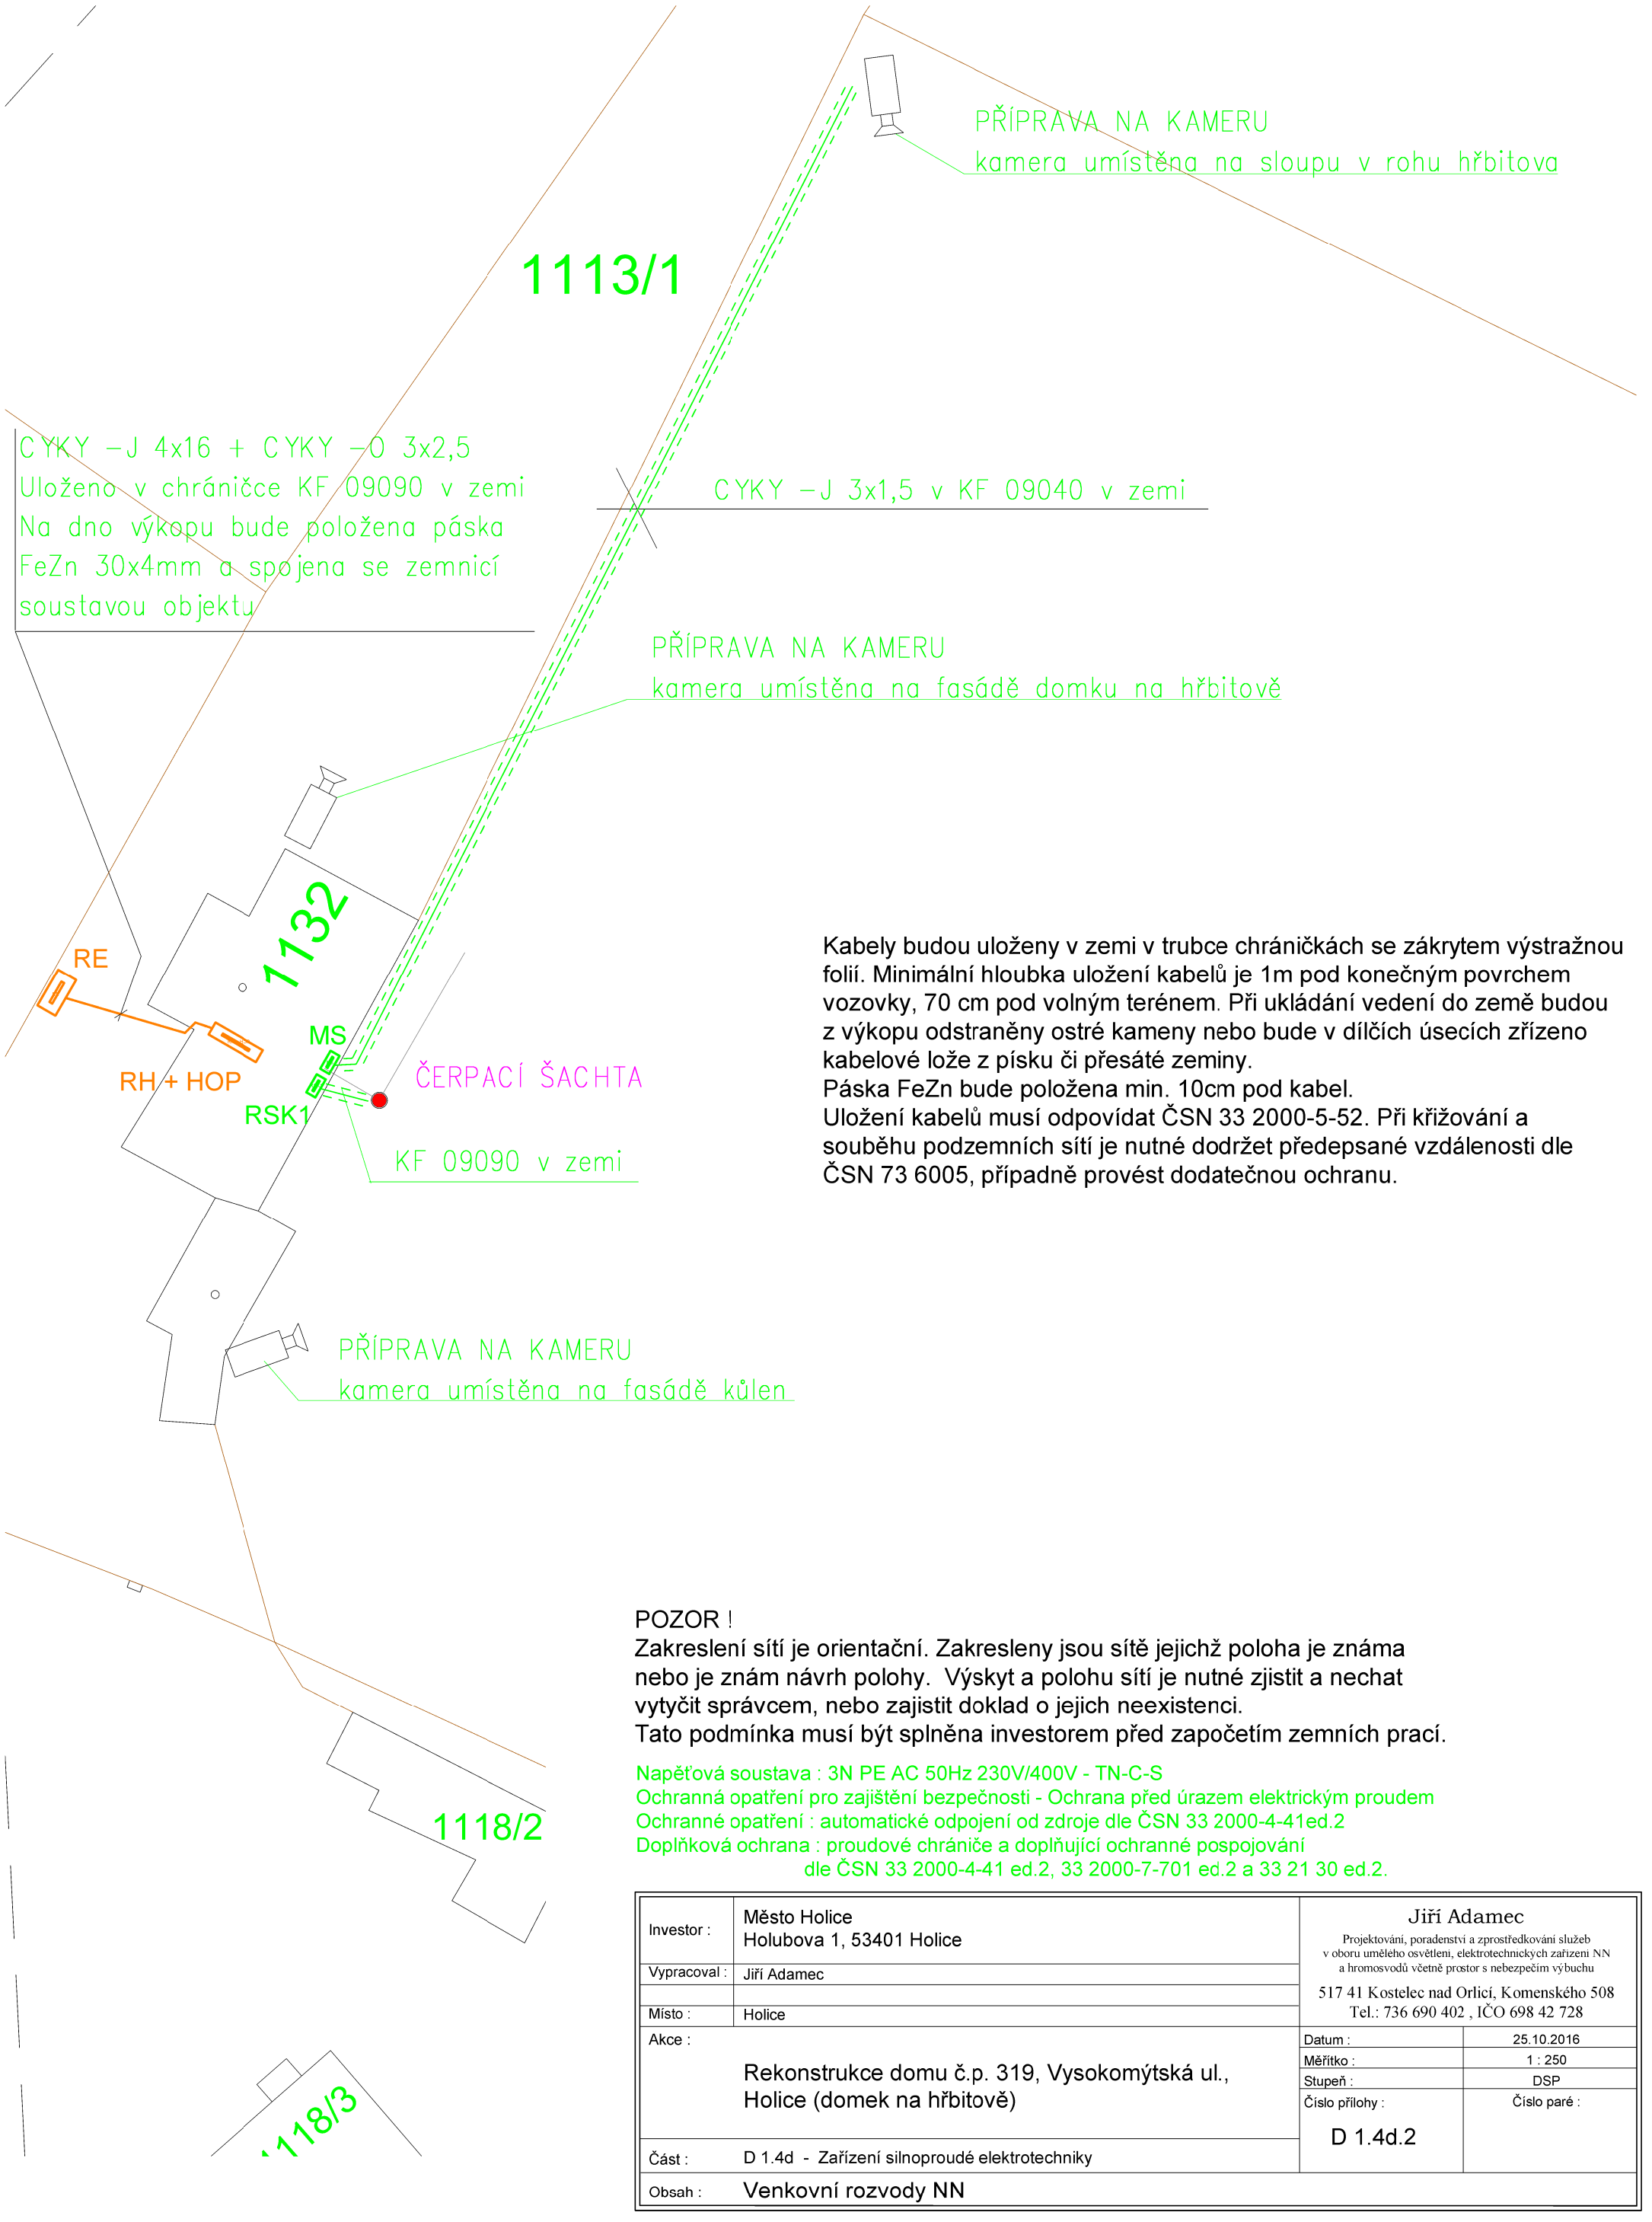 PŘÍPRAVA NA KAMERU
kamera umístěna na sloupu v rohu hřbitova
1113/1
CYKY -J 4x16 + CYKY -O 3x2,5
Uloženo v chráničce KF 09090 v zemi
Na dno výkopu bude položena páska
FeZn 30x4mm a spojena se zemnicí
soustavou objektu
CYKY -J 3x1,5 v KF 09040 v zemi
PŘÍPRAVA NA KAMERU
kamera umístěna na fasádě domku na hřbitově
1132
RE
RH + HOP
MS
RSK1
ČERPACÍ ŠACHTA
KF 09090 v zemi
Kabely budou uloženy v zemi v trubce chráničkách se zákrytem výstražnou
folií. Minimální hloubka uložení kabelů je 1m pod konečným povrchem
vozovky, 70 cm pod volným terénem. Při ukládání vedení do země budou
z výkopu odstraněny ostré kameny nebo bude v dílčích úsecích zřízeno
kabelové lože z písku či přesáté zeminy.
Páska FeZn bude položena min. 10cm pod kabel.
Uložení kabelů musí odpovídat ČSN 33 2000-5-52. Při křižování a
souběhu podzemních sítí je nutné dodržet předepsané vzdálenosti dle
ČSN 73 6005, případně provést dodatečnou ochranu.
PŘÍPRAVA NA KAMERU
kamera umístěna na fasádě kůlen
POZOR !
Zakreslení sítí je orientační. Zakresleny jsou sítě jejichž poloha je známa
nebo je znám návrh polohy. Výskyt a polohu sítí je nutné zjistit a nechat
vytyčit správcem, nebo zajistit doklad o jejich neexistenci.
Tato podmínka musí být splněna investorem před započetím zemních prací.
Napěťová soustava : 3N PE AC 50Hz 230V/400V - TN-C-S
Ochranná opatření pro zajištění bezpečnosti - Ochrana před úrazem elektrickým proudem
Ochranné opatření : automatické odpojení od zdroje dle ČSN 33 2000-4-41ed.2
Doplňková ochrana : proudové chrániče a doplňující ochranné pospojování
dle ČSN 33 2000-4-41 ed.2, 33 2000-7-701 ed.2 a 33 21 30 ed.2.
1118/2
1118/3
Investor :
Město Holice
Holubova 1, 53401 Holice
Vypracoval :
Jiří Adamec
Místo :
Holice
Akce :
Rekonstrukce domu č.p. 319, Vysokomýtská ul.,
Holice (domek na hřbitově)
Část :
D 1.4d - Zařízení silnoproudé elektrotechniky
Obsah :
Venkovní rozvody NN
Jiří Adamec
Projektování, poradenství a zprostředkování služeb
v oboru umělého osvětlení, elektrotechnických zařízení NN
a hromosvodů včetně prostor s nebezpečím výbuchu
517 41 Kostelec nad Orlicí, Komenského 508
Tel.: 736 690 402 , IČO 698 42 728
Datum :
25.10.2016
Měřítko :
1 : 250
Stupeň :
DSP
Číslo přílohy :
D 1.4d.2
Číslo paré :